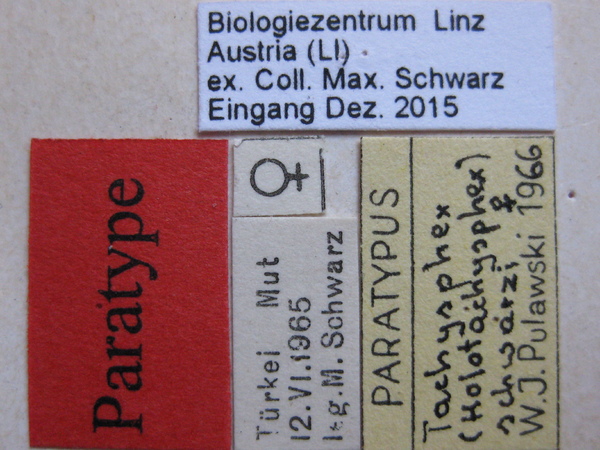 Biologiezentrum Linz
Austria (LI)
ex. Coll. Max. Schwarz
Eingang Dez. 2015
Paratype
♀
Türkei Mut
12.VI.1965
ltg. M. Schwarz
PARATYPUS
Tachysphex
(Holotachysphex)
schwarzi, ♀
W.J. Pulawski 1966